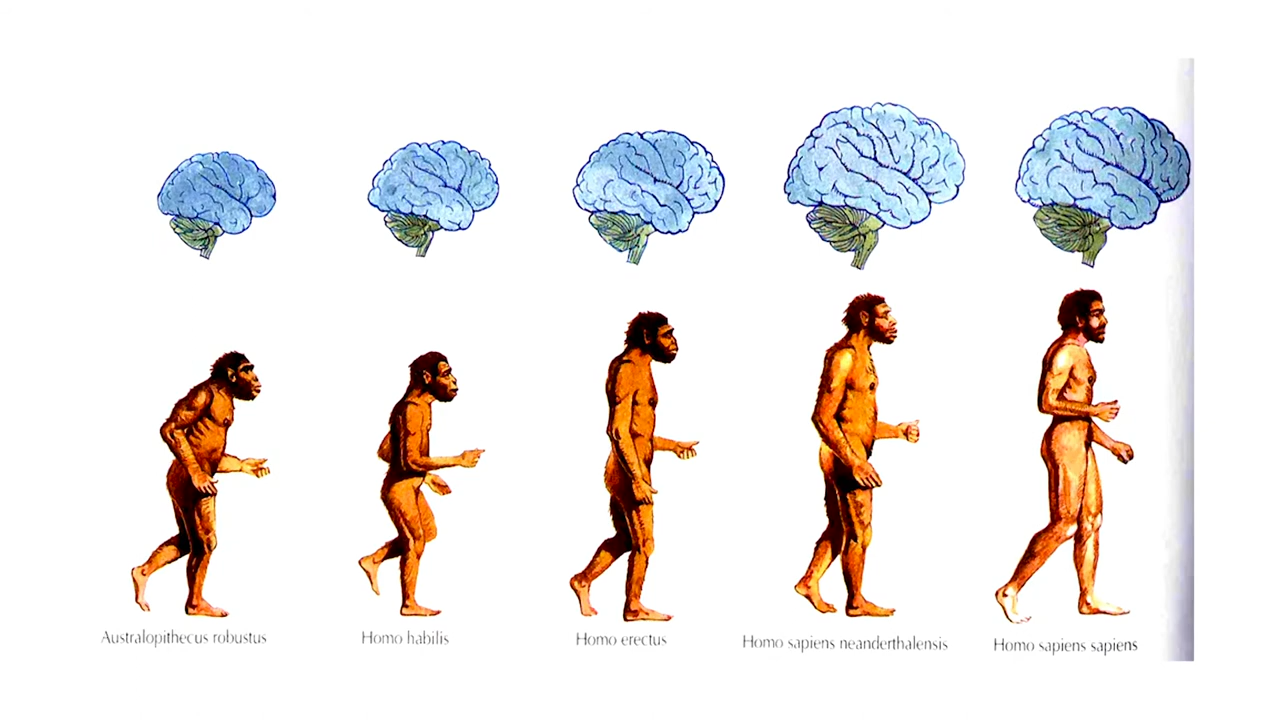 Australopithecus robustus
Homo habilis
Homo erectus
Homo sapiens neanderthalensis
Homo sapiens sapiens